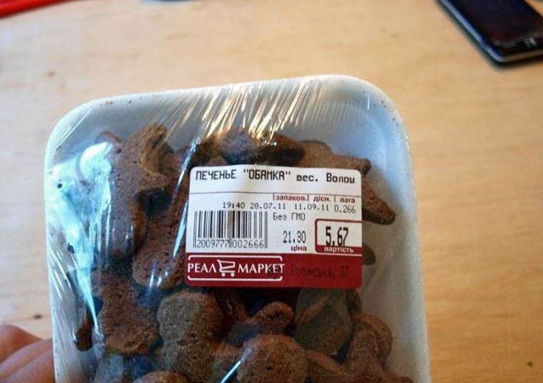 ПЕЧЕНЬЕ "ОБАМКА" вес. Волош
запаков. дійсн. вага
19:40 28.07.11 11.09.11 0.266
Без ГМО
21.30 5.67
ціна вартість
2009777002666
РЕАЛ МАРКЕТ